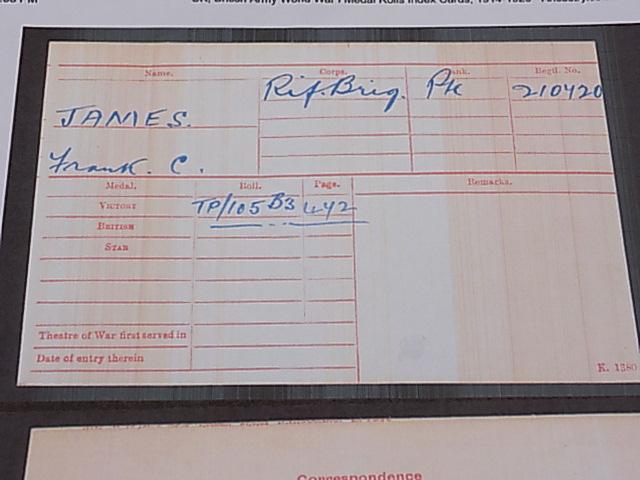 UK, British Army World War I Medal Rolls Index Cards, 1914-1920
Name. Corps. Rank. Regtl. No.
Rif. Brig. Pte 210420
JAMES.
Frank. C.
Medal. Roll. Page. Remarks.
VICTORY TP/105 B3 442
BRITISH
STAR
Theatre of War first served in
Date of entry therein
K. 1380
Correspondence